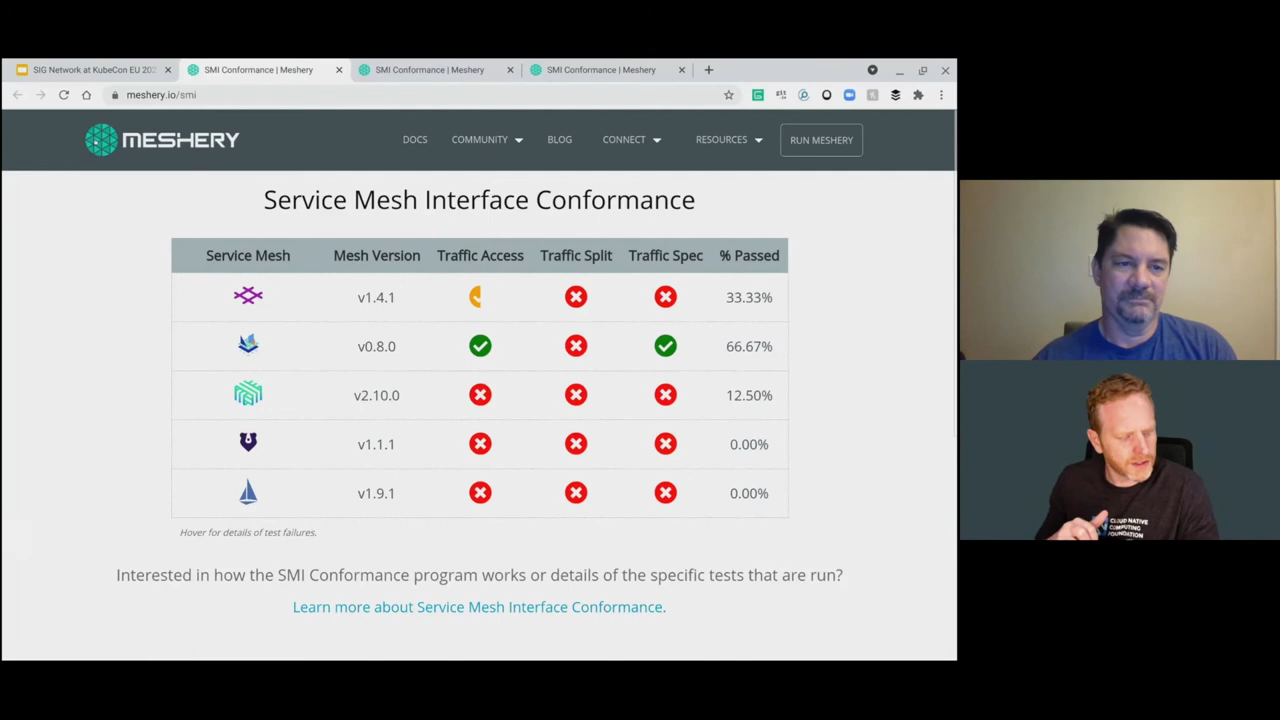 SIG Network at KubeCon EU 202
SMI Conformance | Meshery
SMI Conformance | Meshery
SMI Conformance | Meshery
meshery.io/smi
MESHERY
DOCS
COMMUNITY
BLOG
CONNECT
RESOURCES
RUN MESHERY
Service Mesh Interface Conformance
Service Mesh Mesh Version Traffic Access Traffic Split Traffic Spec % Passed
v1.4.1 33.33%
v0.8.0 66.67%
v2.10.0 12.50%
v1.1.1 0.00%
v1.9.1 0.00%
Hover for details of test failures.
Interested in how the SMI Conformance program works or details of the specific tests that are run?
Learn more about Service Mesh Interface Conformance.
CLOUD NATIVE
COMPUTING
FOUNDATION